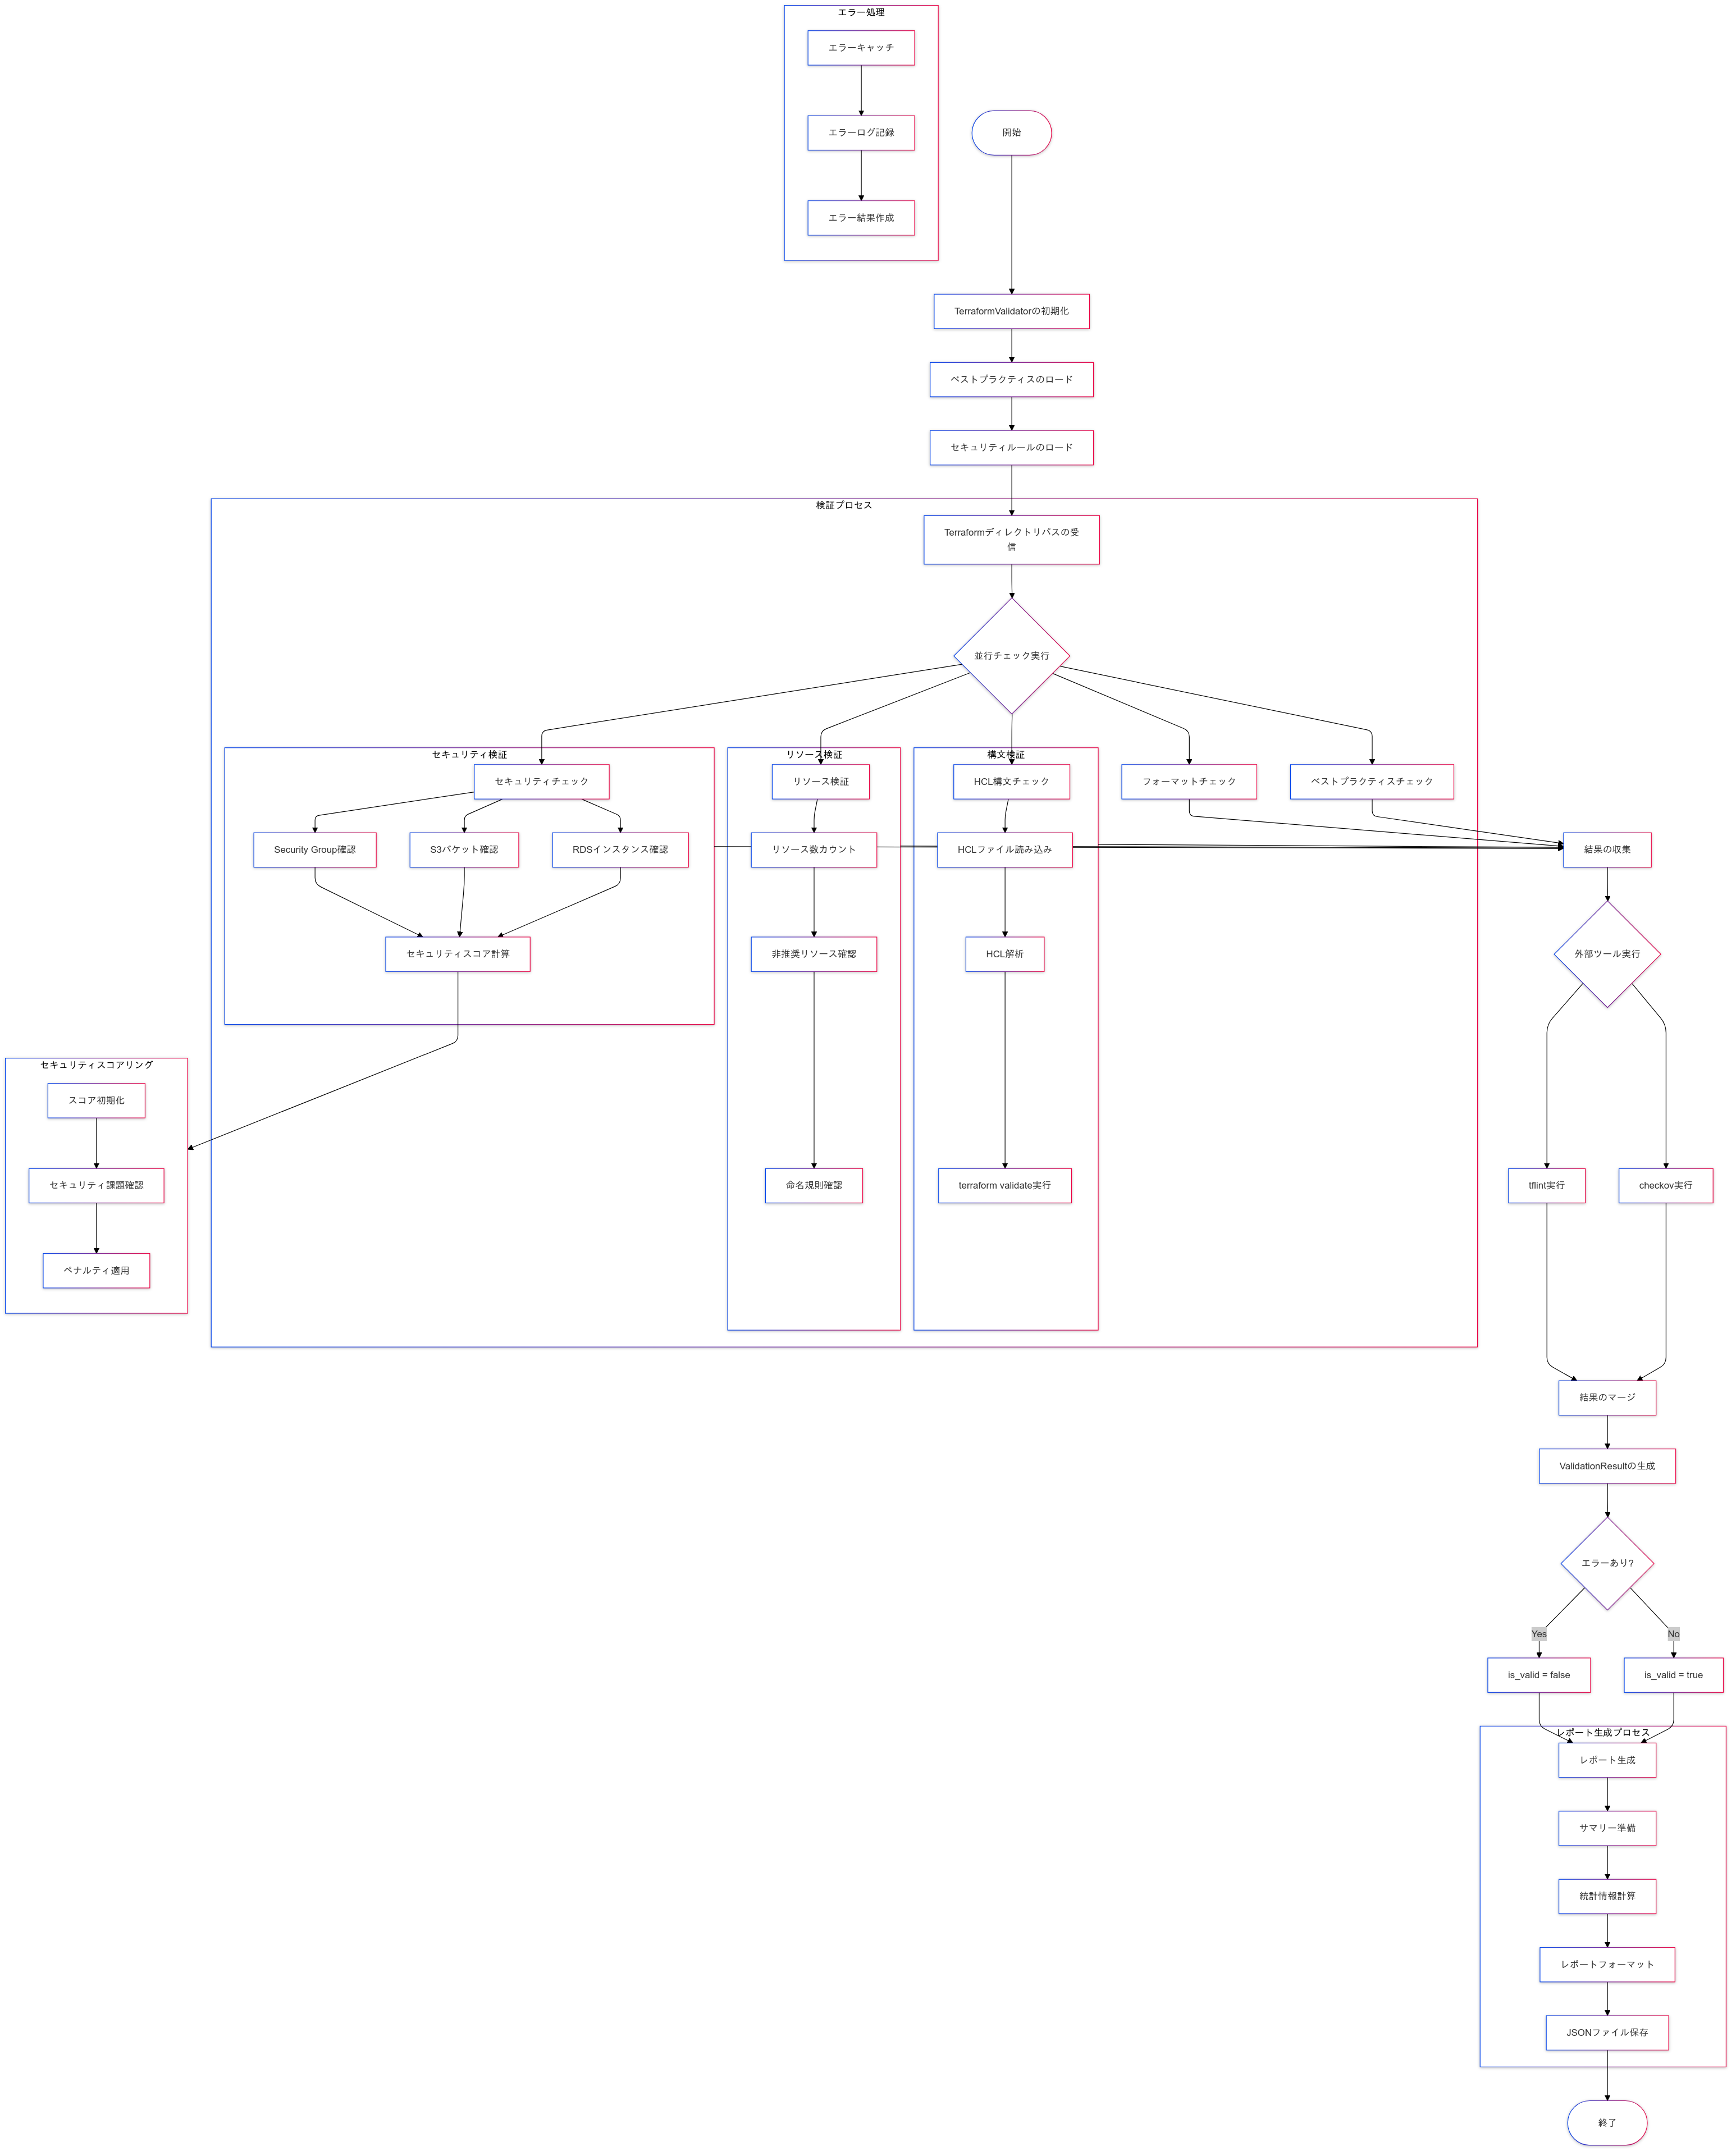 エラー処理
エラーキャッチ
エラーログ記録
エラー結果作成
開始
TerraformValidatorの初期化
ベストプラクティスのロード
セキュリティルールのロード
検証プロセス
Terraformディレクトリパスの受
信
並行チェック実行
セキュリティ検証
セキュリティチェック
Security Group確認
S3バケット確認
RDSインスタンス確認
セキュリティスコア計算
リソース検証
リソース検証
リソース数カウント
非推奨リソース確認
命名規則確認
構文検証
HCL構文チェック
HCLファイル読み込み
HCL解析
terraform validate実行
フォーマットチェック
ベストプラクティスチェック
セキュリティスコアリング
スコア初期化
セキュリティ課題確認
ペナルティ適用
結果の収集
外部ツール実行
tflint実行
checkov実行
結果のマージ
ValidationResultの生成
エラーあり?
Yes
No
is_valid = false
is_valid = true
レポート生成プロセス
レポート生成
サマリー準備
統計情報計算
レポートフォーマット
JSONファイル保存
終了